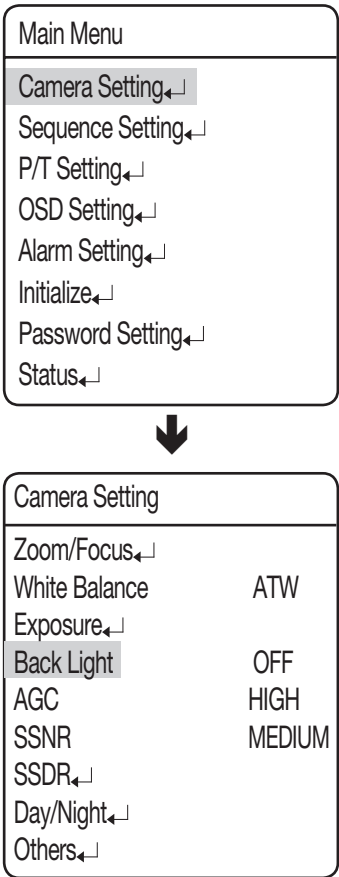 Main Menu
Camera Setting↵
Sequence Setting↵
P/T Setting↵
OSD Setting↵
Alarm Setting↵
Initialize↵
Password Setting↵
Status↵
Camera Setting
Zoom/Focus↵
White Balance ATW
Exposure↵
Back Light OFF
AGC HIGH
SSNR MEDIUM
SSDR↵
Day/Night↵
Others↵